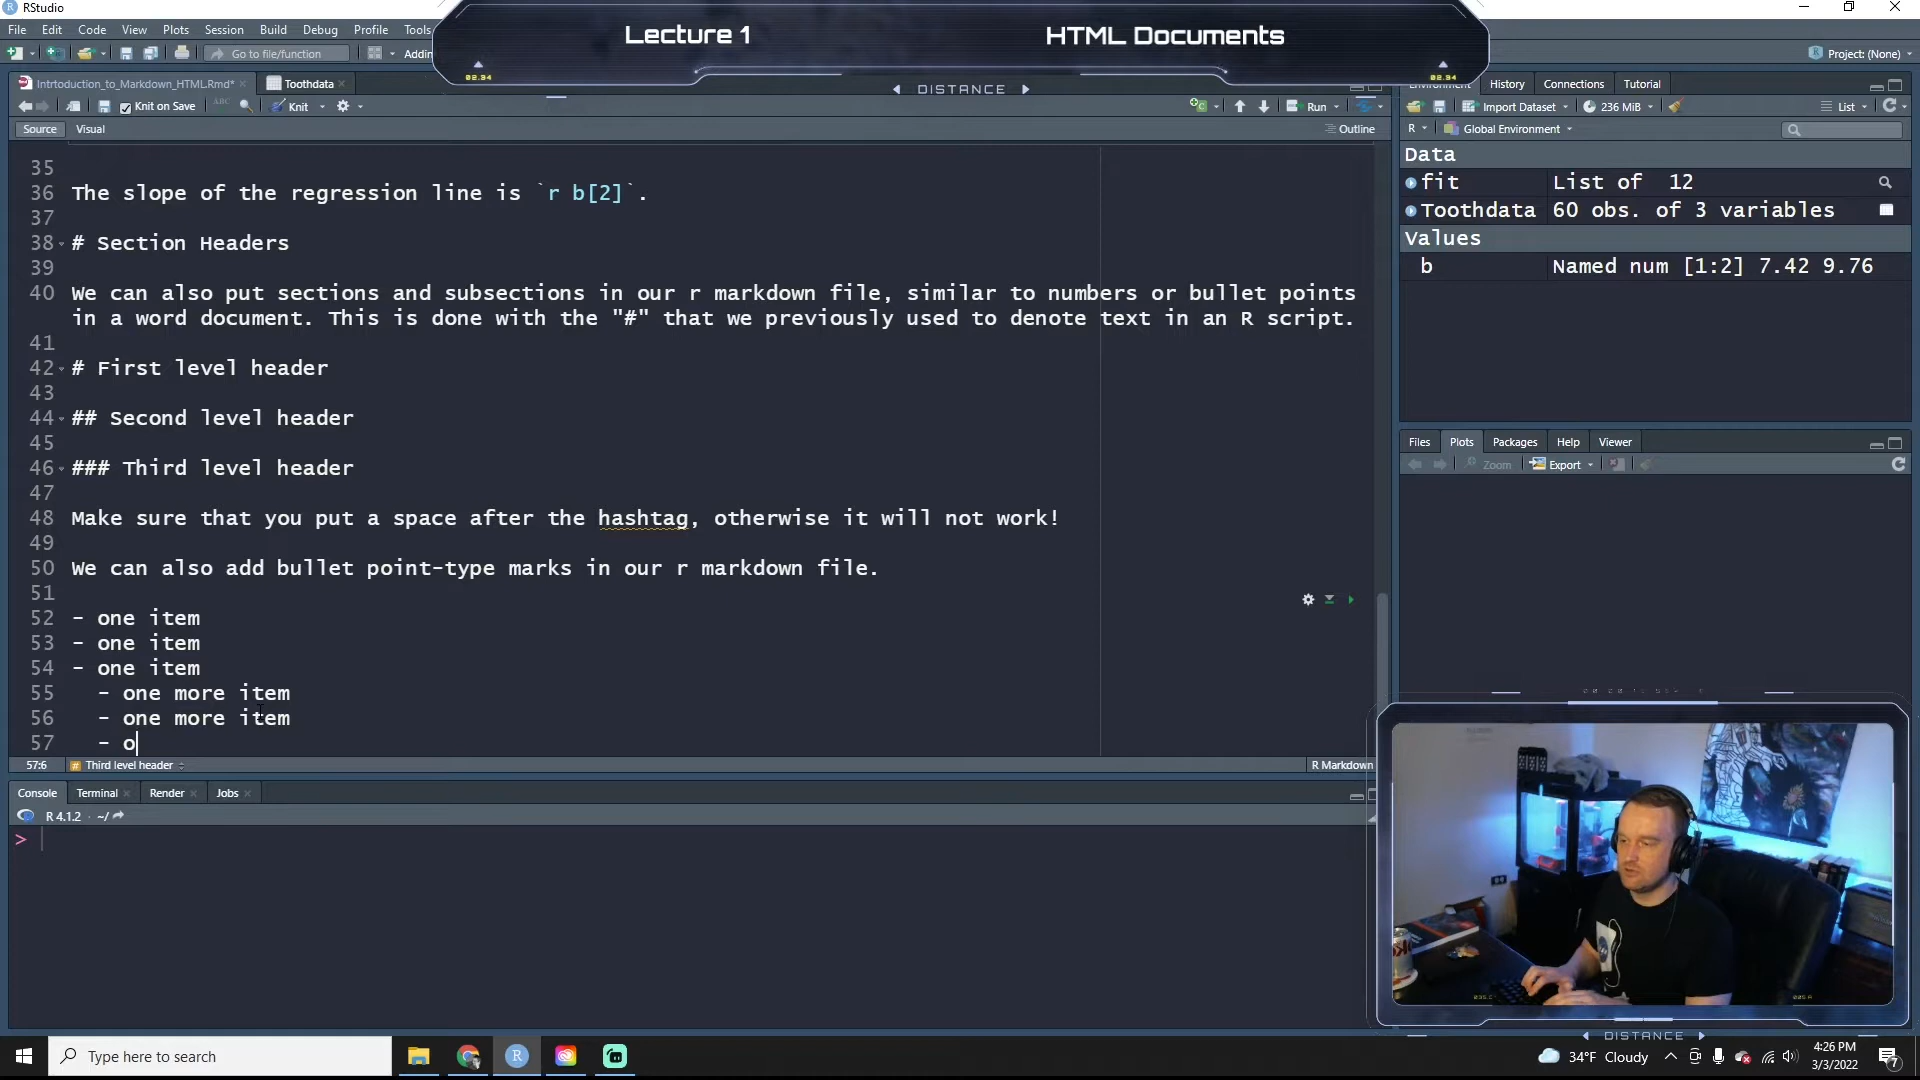 RStudio
File Edit Code View Plots Session Build Debug Profile Tools
Lecture 1 HTML Documents
Go to file/function Addin
Project: (None)
02.94 02.94
DISTANCE
Intrtoduction_to_Markdown_HTML.Rmd* Toothdata
Knit on Save ABC Knit Run
Source Visual Outline
35
36 The slope of the regression line is `r b[2]`.
37
38 # Section Headers
39
40 We can also put sections and subsections in our r markdown file, similar to numbers or bullet points
in a word document. This is done with the "#" that we previously used to denote text in an R script.
41
42 # First level header
43
44 ## Second level header
45
46 ### Third level header
47
48 Make sure that you put a space after the hashtag, otherwise it will not work!
49
50 We can also add bullet point-type marks in our r markdown file.
51
52 - one item
53 - one item
54 - one item
55 - one more item
56 - one more item
57 - o
57:6 # Third level header R Markdown
Environment History Connections Tutorial
Import Dataset 236 MiB List
R Global Environment
Data
fit List of 12
Toothdata 60 obs. of 3 variables
Values
b Named num [1:2] 7.42 9.76
Files Plots Packages Help Viewer
Zoom Export
Console Terminal Render Jobs
R 4.1.2 · ~/
>
DISTANCE
Type here to search
34°F Cloudy
4:26 PM
3/3/2022
7